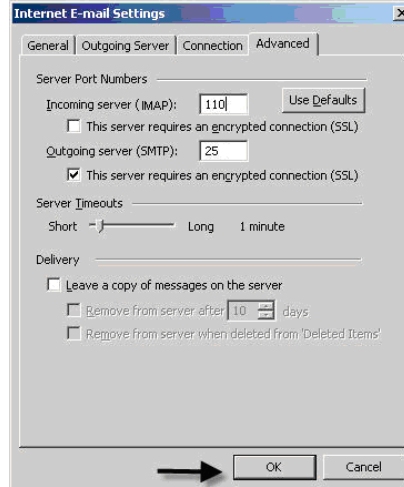 Internet E-mail Settings
General Outgoing Server Connection Advanced
Server Port Numbers
Incoming server (IMAP): 110 Use Defaults
This server requires an encrypted connection (SSL)
Outgoing server (SMTP): 25
This server requires an encrypted connection (SSL)
Server Timeouts
Short Long 1 minute
Delivery
Leave a copy of messages on the server
Remove from server after 10 days
Remove from server when deleted from 'Deleted Items'
OK Cancel